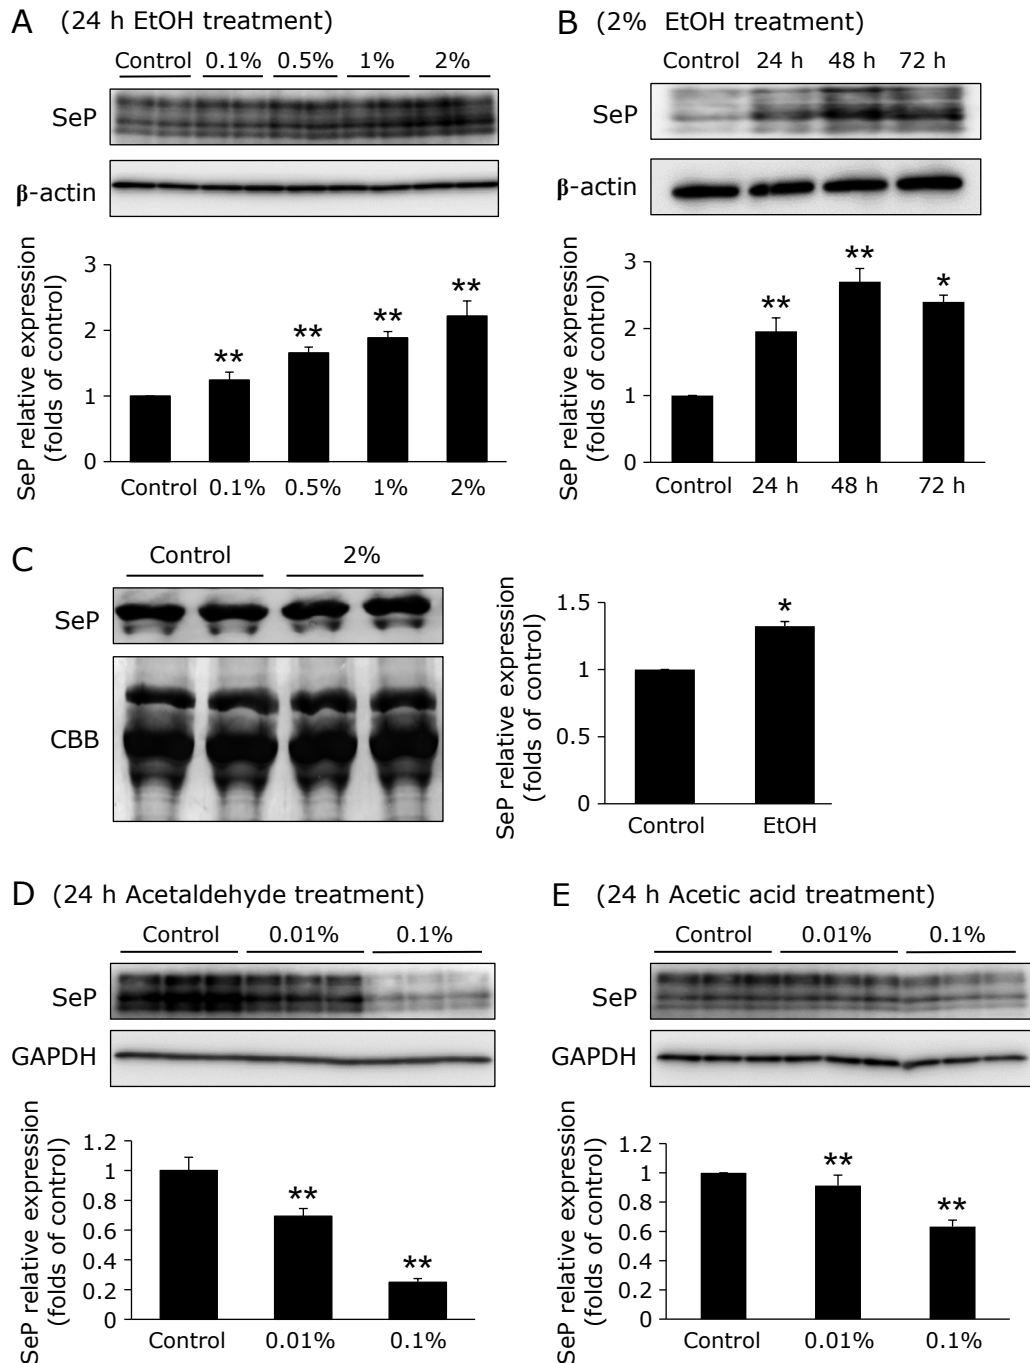 A (24 h EtOH treatment)
Control 0.1% 0.5% 1% 2%
SeP
β-actin
SeP relative expression
(folds of control)
3
2
1
0
** ** ** **
Control 0.1% 0.5% 1% 2%
B (2% EtOH treatment)
Control 24 h 48 h 72 h
SeP
β-actin
SeP relative expression
(folds of control)
3
2
1
0
** ** *
Control 24 h 48 h 72 h
C
Control 2%
SeP
CBB
SeP relative expression
(folds of control)
1.5
1
0.5
0
*
Control EtOH
D (24 h Acetaldehyde treatment)
Control 0.01% 0.1%
SeP
GAPDH
SeP relative expression
(folds of control)
1.2
1
0.8
0.6
0.4
0.2
0
** **
Control 0.01% 0.1%
E (24 h Acetic acid treatment)
Control 0.01% 0.1%
SeP
GAPDH
SeP relative expression
(folds of control)
1.2
1
0.8
0.6
0.4
0.2
0
** **
Control 0.01% 0.1%